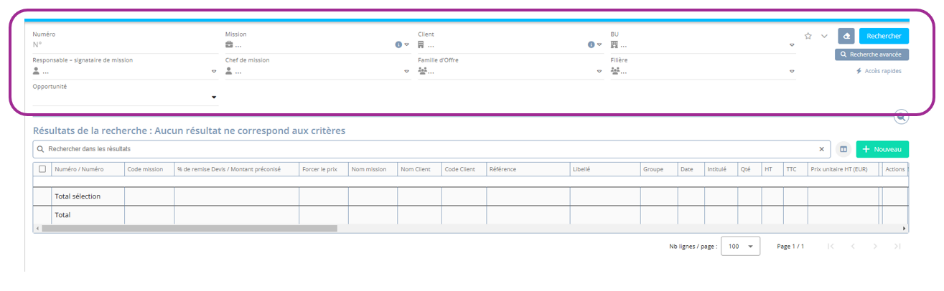 Numéro Mission Client BU
N° ... ... ... Rechercher
Responsable - signataire de mission Chef de mission Famille d'Offre Filière Recherche avancée
... ... ... ... Accès rapides
Opportunité
Résultats de la recherche : Aucun résultat ne correspond aux critères
Rechercher dans les résultats × + Nouveau
Numéro / Numéro Code mission % de remise Devis / Montant préconisé Forcer le prix Nom mission Nom Client Code Client Référence Libellé Groupe Date Intitulé Qté HT TTC Prix unitaire HT (EUR) Actions
Total sélection
Total
Nb lignes / page : 100 Page 1 / 1